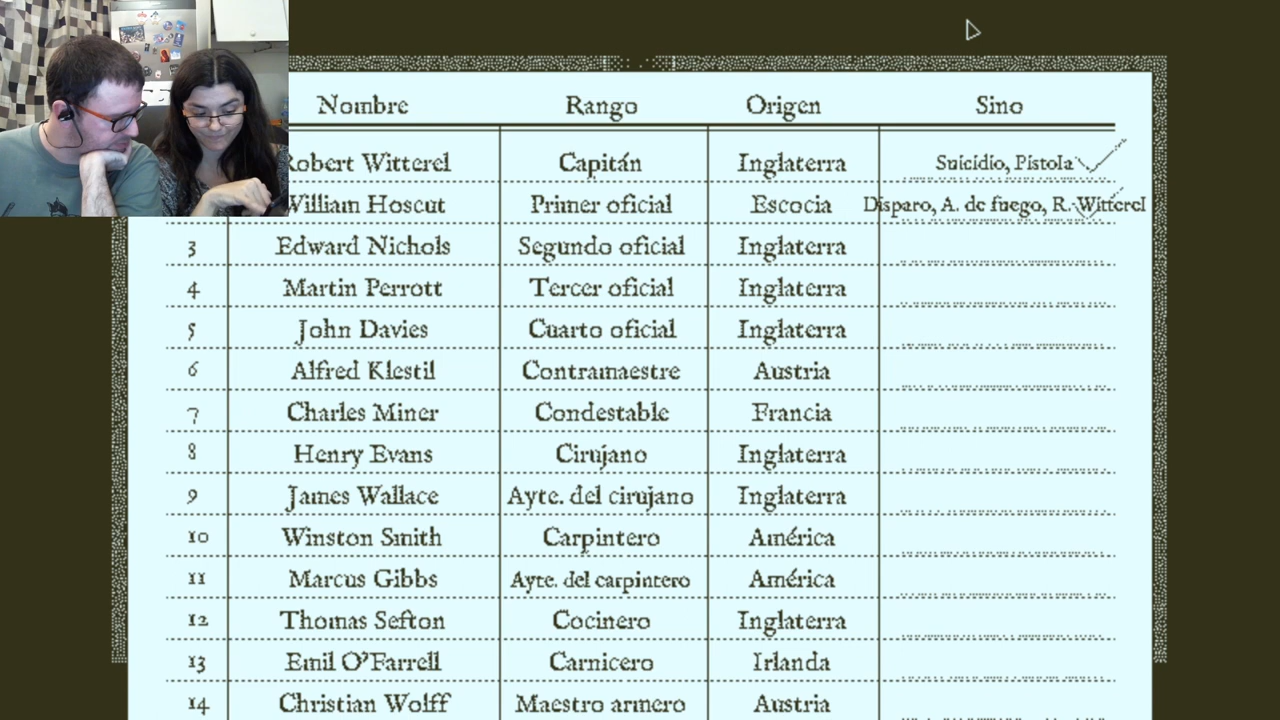 Nombre Rango Origen Sino
Robert Witterel Capitán Inglaterra Suicidio, Pistola
William Hoscut Primer oficial Escocia Disparo, A. de fuego, R. Witterel
3 Edward Nichols Segundo oficial Inglaterra
4 Martin Perrott Tercer oficial Inglaterra
5 John Davies Cuarto oficial Inglaterra
6 Alfred Klestil Contramaestre Austria
7 Charles Miner Condestable Francia
8 Henry Evans Cirujano Inglaterra
9 James Wallace Ayte. del cirujano Inglaterra
10 Winston Smith Carpintero América
11 Marcus Gibbs Ayte. del carpintero América
12 Thomas Sefton Cocinero Inglaterra
13 Emil O'Farrell Carnicero Irlanda
14 Christian Wolff Maestro armero Austria